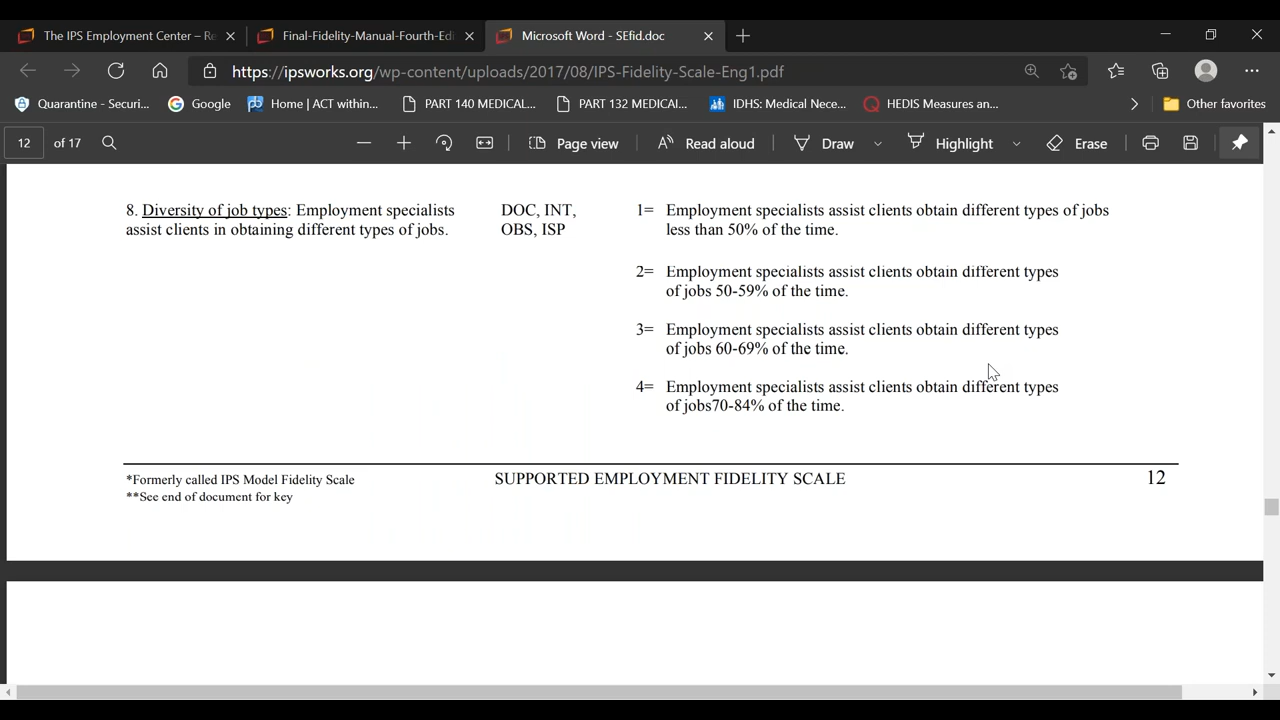 The IPS Employment Center – Re
Final-Fidelity-Manual-Fourth-Edi
Microsoft Word - SEfid.doc
https://ipsworks.org/wp-content/uploads/2017/08/IPS-Fidelity-Scale-Eng1.pdf
Quarantine - Securi...
Google
Home | ACT within...
PART 140 MEDICAL...
PART 132 MEDICAI...
IDHS: Medical Nece...
HEDIS Measures an...
Other favorites
12 of 17
Page view
Read aloud
Draw
Highlight
Erase
8. Diversity of job types: Employment specialists
assist clients in obtaining different types of jobs.
DOC, INT,
OBS, ISP
1= Employment specialists assist clients obtain different types of jobs
less than 50% of the time.
2= Employment specialists assist clients obtain different types
of jobs 50-59% of the time.
3= Employment specialists assist clients obtain different types
of jobs 60-69% of the time.
4= Employment specialists assist clients obtain different types
of jobs70-84% of the time.
*Formerly called IPS Model Fidelity Scale
**See end of document for key
SUPPORTED EMPLOYMENT FIDELITY SCALE
12